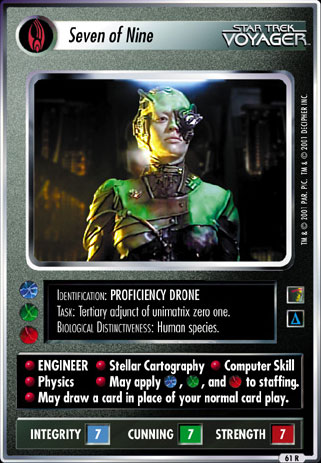 Seven of Nine
STAR TREK
VOYAGER™
TM & © 2001 PAR. PIC. TM & © 2001 DECIPHER INC.
IDENTIFICATION: PROFICIENCY DRONE
TASK: Tertiary adjunct of unimatrix zero one.
BIOLOGICAL DISTINCTIVENESS: Human species.
ENGINEER Stellar Cartography Computer Skill
Physics May apply , , and to staffing.
May draw a card in place of your normal card play.
INTEGRITY 7 CUNNING 7 STRENGTH 7
61 R